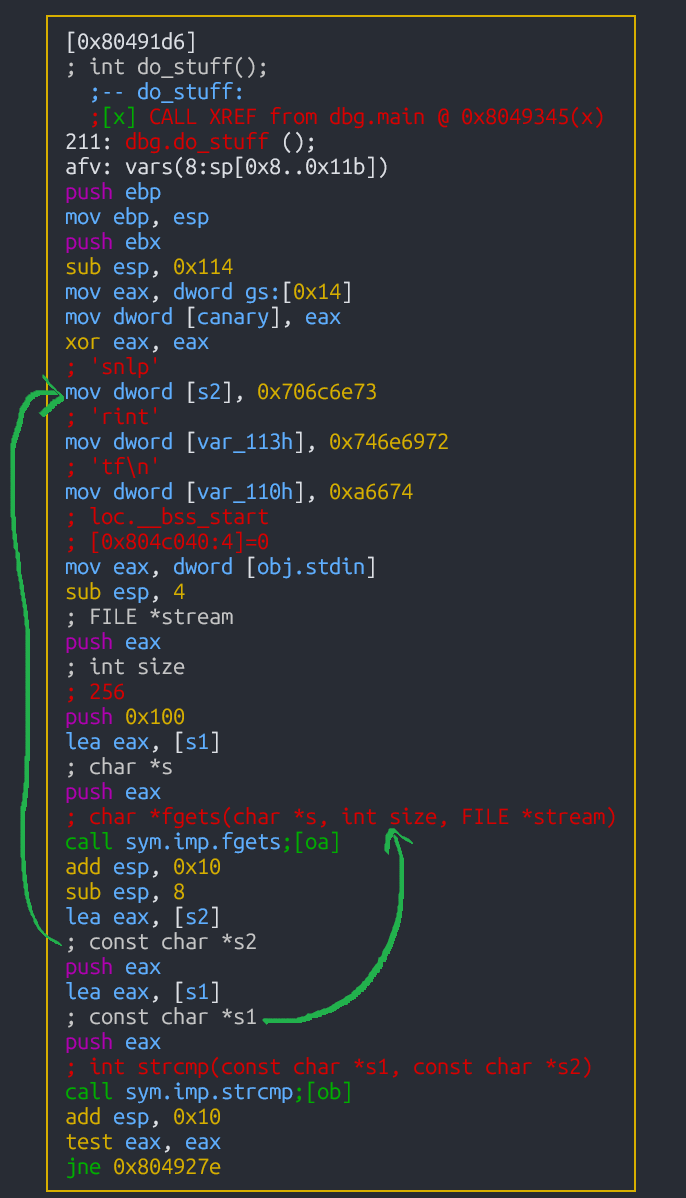 [0x80491d6]
; int do_stuff();
;-- do_stuff:
;[x] CALL XREF from dbg.main @ 0x8049345(x)
211: dbg.do_stuff ();
afv: vars(8:sp[0x8..0x11b])
push ebp
mov ebp, esp
push ebx
sub esp, 0x114
mov eax, dword gs:[0x14]
mov dword [canary], eax
xor eax, eax
; 'snlp'
mov dword [s2], 0x706c6e73
; 'rint'
mov dword [var_113h], 0x746e6972
; 'tf\n'
mov dword [var_110h], 0xa6674
; loc.__bss_start
; [0x804c040:4]=0
mov eax, dword [obj.stdin]
sub esp, 4
; FILE *stream
push eax
; int size
; 256
push 0x100
lea eax, [s1]
; char *s
push eax
; char *fgets(char *s, int size, FILE *stream)
call sym.imp.fgets;[oa]
add esp, 0x10
sub esp, 8
lea eax, [s2]
; const char *s2
push eax
lea eax, [s1]
; const char *s1
push eax
; int strcmp(const char *s1, const char *s2)
call sym.imp.strcmp;[ob]
add esp, 0x10
test eax, eax
jne 0x804927e